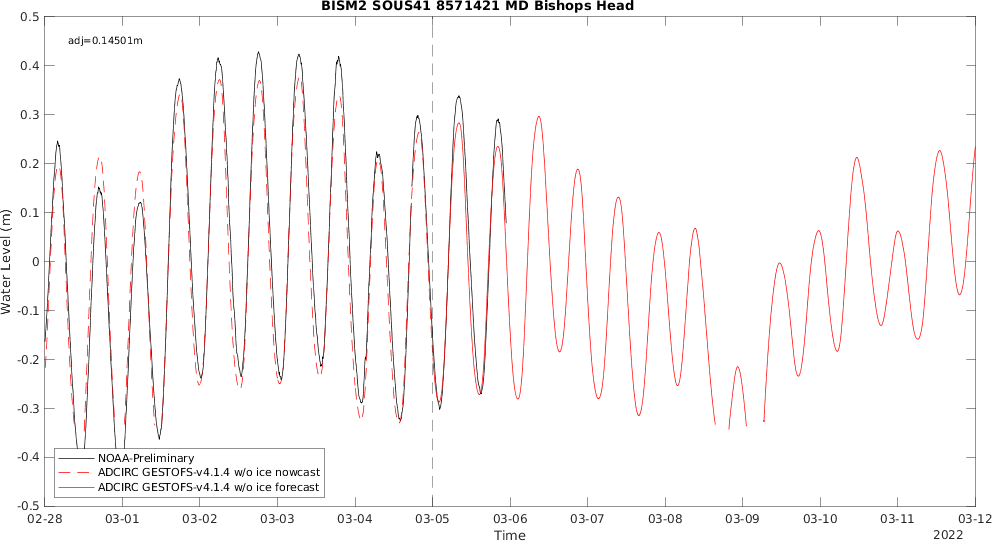 BISM2 SOUS41 8571421 MD Bishops Head
adj=0.14501m
0.5
0.4
0.3
0.2
0.1
0
-0.1
-0.2
-0.3
-0.4
-0.5
Water Level (m)
NOAA-Preliminary
ADCIRC GESTOFS-v4.1.4 w/o ice nowcast
ADCIRC GESTOFS-v4.1.4 w/o ice forecast
02-28 03-01 03-02 03-03 03-04 03-05 03-06 03-07 03-08 03-09 03-10 03-11 03-12
Time
2022